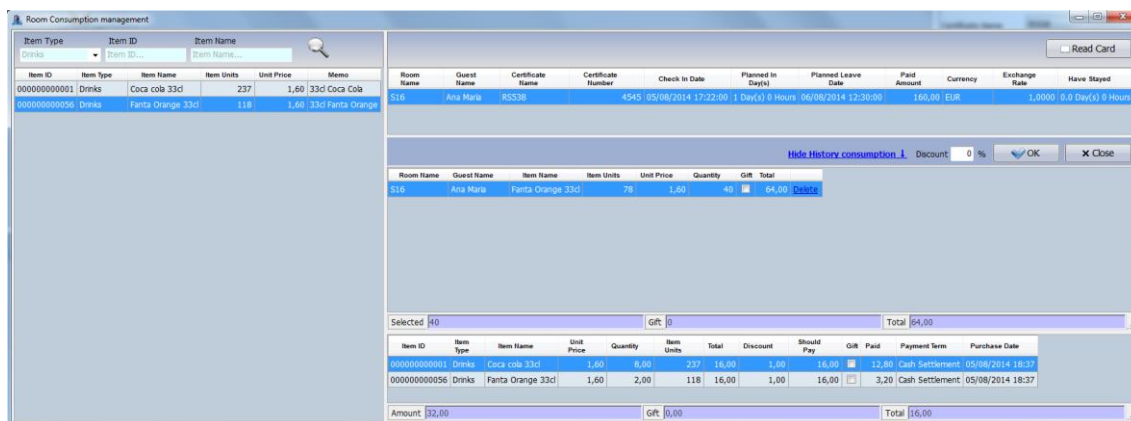 Room Consumption management
Item Type Item ID Item Name
Drinks Item ID... Item Name...
Read Card
Item ID Item Type Item Name Item Units Unit Price Memo
000000000001 Drinks Coca cola 33cl 237 1,60 33cl Coca Cola
000000000056 Drinks Fanta Orange 33cl 118 1,60 33cl Fanta Orange
Room Name Guest Name Certificate Name Certificate Number Check In Date Planned In Day(s) Planned Leave Date Paid Amount Currency Exchange Rate Have Stayed
S16 Ana Maria RS538 4545 05/08/2014 17:22:00 1 Day(s) 0 Hours 06/08/2014 12:30:00 160,00 EUR 1,0000 0.0 Day(s) 0 Hours
Hide History consumption Discount 0 % OK Close
Room Name Guest Name Item Name Item Units Unit Price Quantity Gift Total
S16 Ana Maria Fanta Orange 33cl 78 1,60 40 64,00 Delete
Selected 40 Gift 0 Total 64,00
Item ID Item Type Item Name Unit Price Quantity Item Units Total Discount Should Pay Gift Paid Payment Term Purchase Date
000000000001 Drinks Coca cola 33cl 1,60 8,00 237 16,00 1,00 16,00 12,80 Cash Settlement 05/08/2014 18:37
000000000056 Drinks Fanta Orange 33cl 1,60 2,00 118 16,00 1,00 16,00 3,20 Cash Settlement 05/08/2014 18:37
Amount 32,00 Gift 0,00 Total 16,00